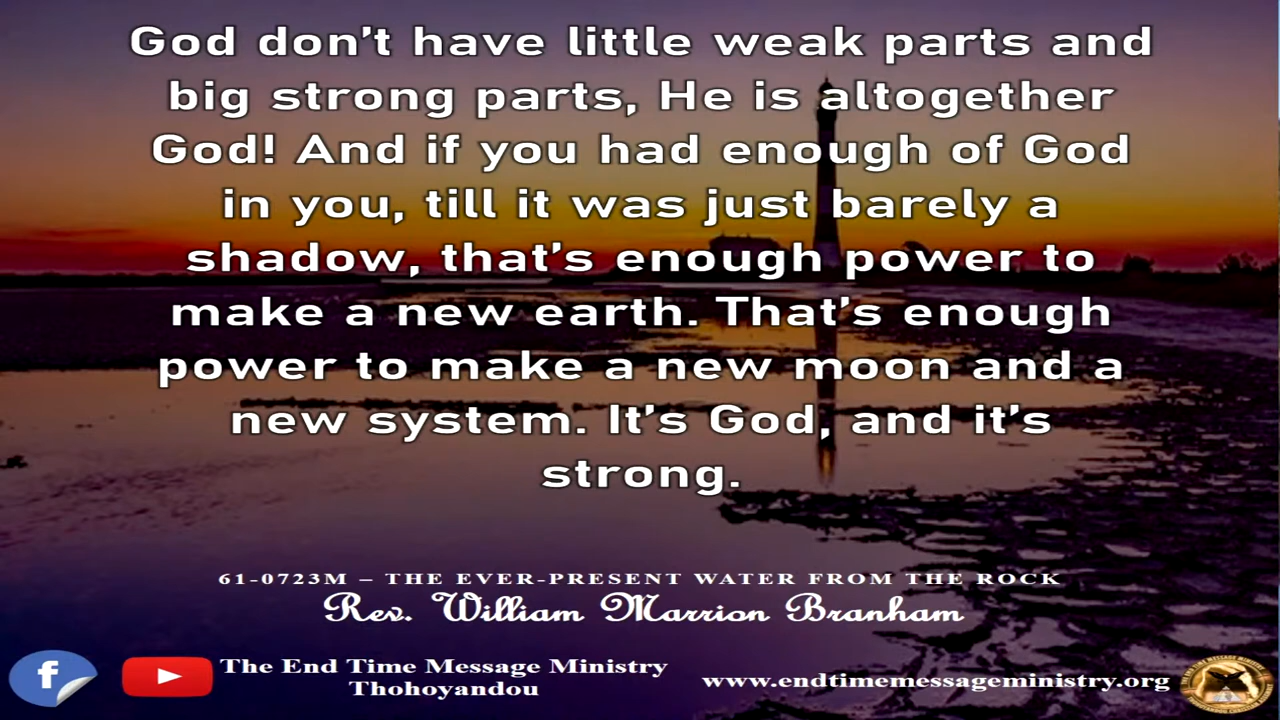 God don't have little weak parts and
big strong parts, He is altogether
God! And if you had enough of God
in you, till it was just barely a
shadow, that's enough power to
make a new earth. That's enough
power to make a new moon and a
new system. It's God, and it's
strong.
61-0723M – THE EVER-PRESENT WATER FROM THE ROCK
Rev. William Marrion Branham
The End Time Message Ministry
Thohoyandou
www.endtimemessageministry.org